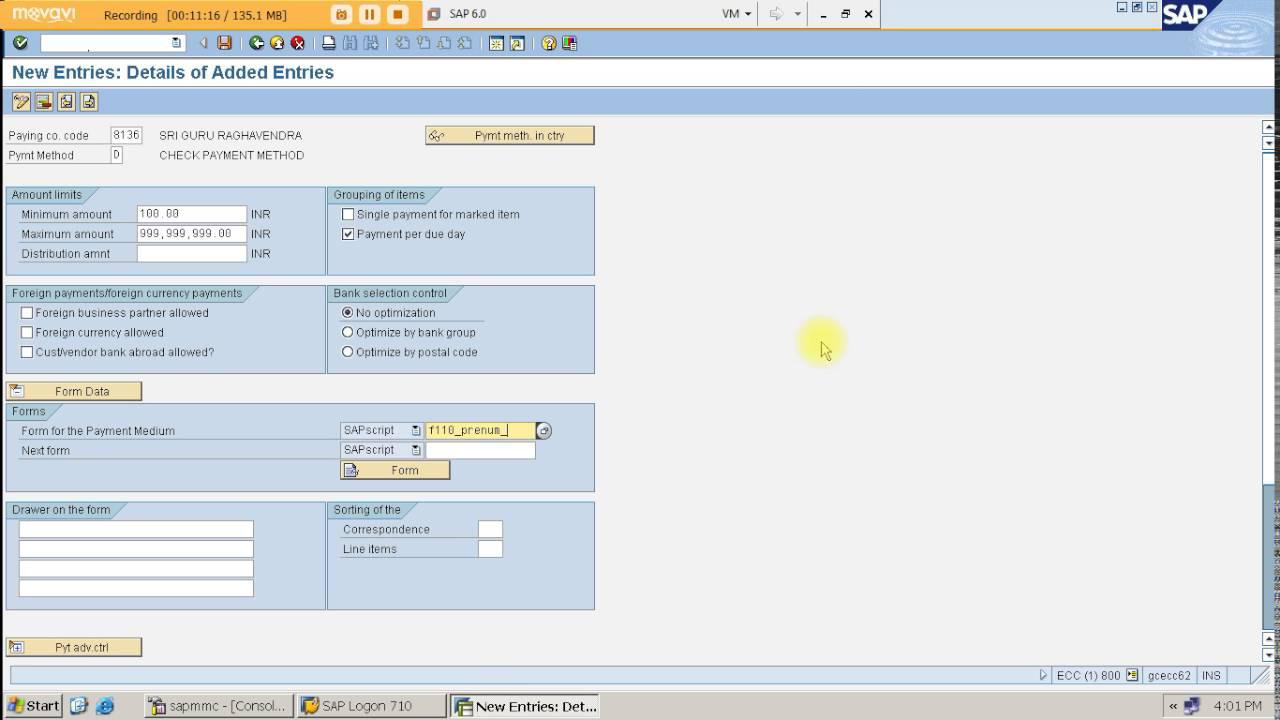 movavi Recording [00:11:16 / 135.1 MB] SAP 6.0 VM
SAP
New Entries: Details of Added Entries
Paying co. code 8136 SRI GURU RAGHAVENDRA Pymt meth. in ctry
Pymt Method D CHECK PAYMENT METHOD
Amount limits Grouping of items
Minimum amount 100.00 INR Single payment for marked item
Maximum amount 999,999,999.00 INR Payment per due day
Distribution amnt INR
Foreign payments/foreign currency payments Bank selection control
Foreign business partner allowed No optimization
Foreign currency allowed Optimize by bank group
Cust/vendor bank abroad allowed? Optimize by postal code
Form Data
Forms
Form for the Payment Medium SAPscript f110_prenum_
Next form SAPscript
Form
Drawer on the form Sorting of the
Correspondence
Line items
Pyt adv.ctrl
ECC (1) 800 gcecc62 INS
Start sapmmc - [Consol... SAP Logon 710 New Entries: Det... « 4:01 PM